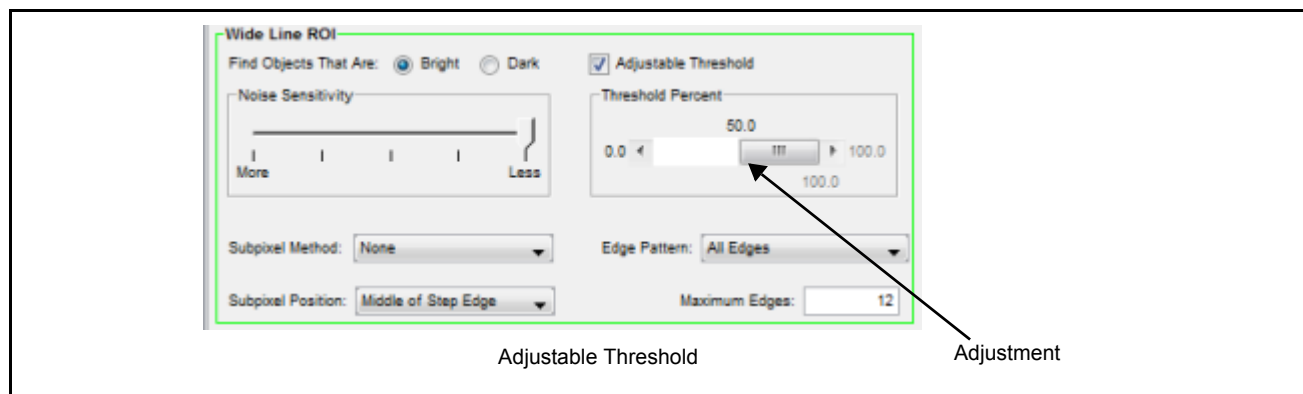 Wide Line ROI
Find Objects That Are: Bright Dark
Adjustable Threshold
Noise Sensitivity
More Less
Threshold Percent
50.0
0.0 100.0
100.0
Subpixel Method: None
Edge Pattern: All Edges
Subpixel Position: Middle of Step Edge
Maximum Edges: 12
Adjustable Threshold
Adjustment